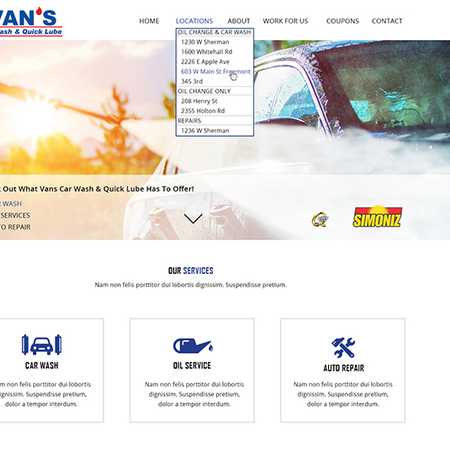 VAN'S
ash & Quick Lube
HOME LOCATIONS ABOUT WORK FOR US COUPONS CONTACT
OIL CHANGE & CAR WASH
1230 W Sherman
1600 Whitehall Rd
2226 E Apple Ave
603 W Main St Freemont
345 3rd
OIL CHANGE ONLY
208 Henry St
2355 Holton Rd
REPAIRS
1236 W Sherman
Out What Vans Car Wash & Quick Lube Has To Offer!
WASH
SERVICES
TO REPAIR
SIMONIZ
OUR SERVICES
Nam non felis porttitor dui lobortis dignissim. Suspendisse pretium.
CAR WASH
am non felis porttitor dui lobortis
dignissim. Suspendisse pretium,
dolor a tempor interdum.
OIL SERVICE
Nam non felis porttitor dui lobortis
dignissim. Suspendisse pretium,
dolor a tempor interdum.
AUTO REPAIR
Nam non felis porttitor dui lobortis
dignissim. Suspendisse pretium,
dolor a tempor interdum.